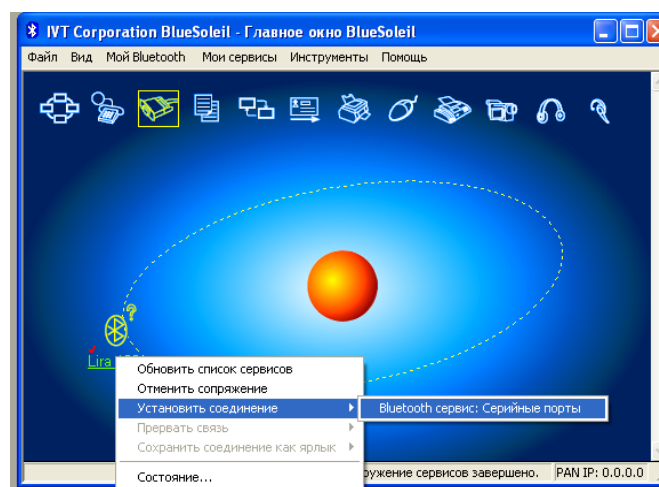 IVT Corporation BlueSoleil - Главное окно BlueSoleil
Файл Вид Мой Bluetooth Мои сервисы Инструменты Помощь
Lira
Обновить список сервисов
Отменить сопряжение
Установить соединение
Bluetooth сервис: Серийные порты
Прервать связь
Сохранить соединение как ярлык
Состояние...
сервисов завершено. PAN IP: 0.0.0.0